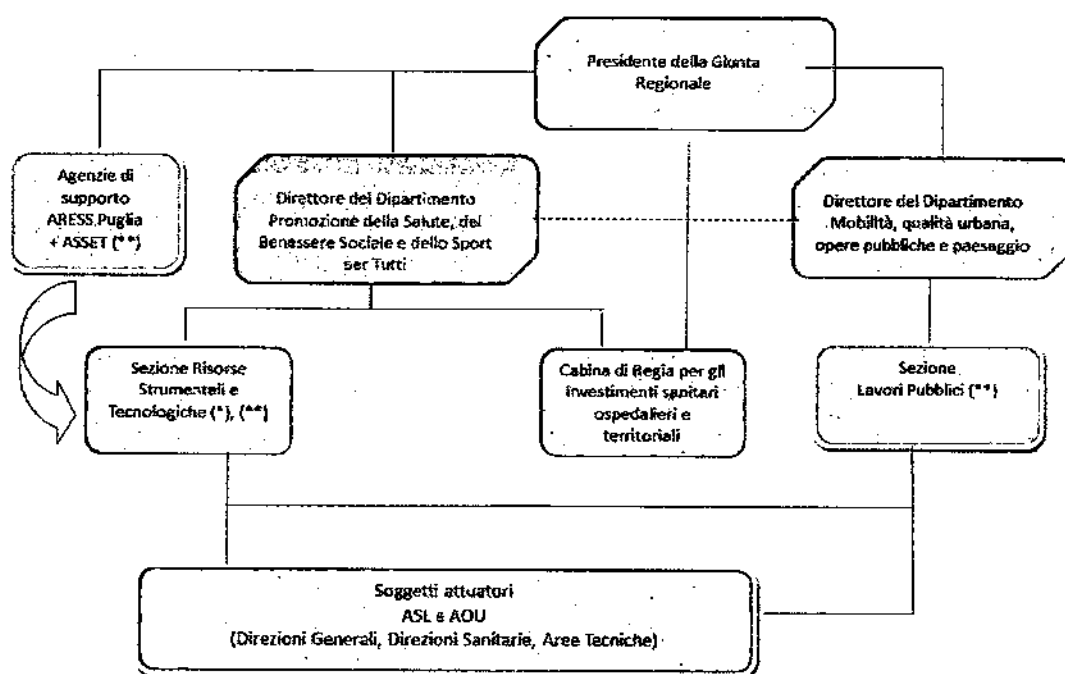 Presidente della Giunta
Regionale
Agenzie di
supporto
ARESS Puglia
+ ASSET (**)
Direttore del Dipartimento
Promozione della Salute, del
Benessere Sociale e dello Sport
per Tutti
Direttore del Dipartimento
Mobilità, qualità urbana,
opere pubbliche e paesaggio
Sezione Risorse
Strumentali e
Tecnologiche (*), (**)
Cabina di Regia per gli
investimenti sanitari
ospedalieri e
territoriali
Sezione
Lavori Pubblici (**)
Soggetti attuatori
ASL e AOU
(Direzioni Generali, Direzioni Sanitarie, Aree Tecniche)